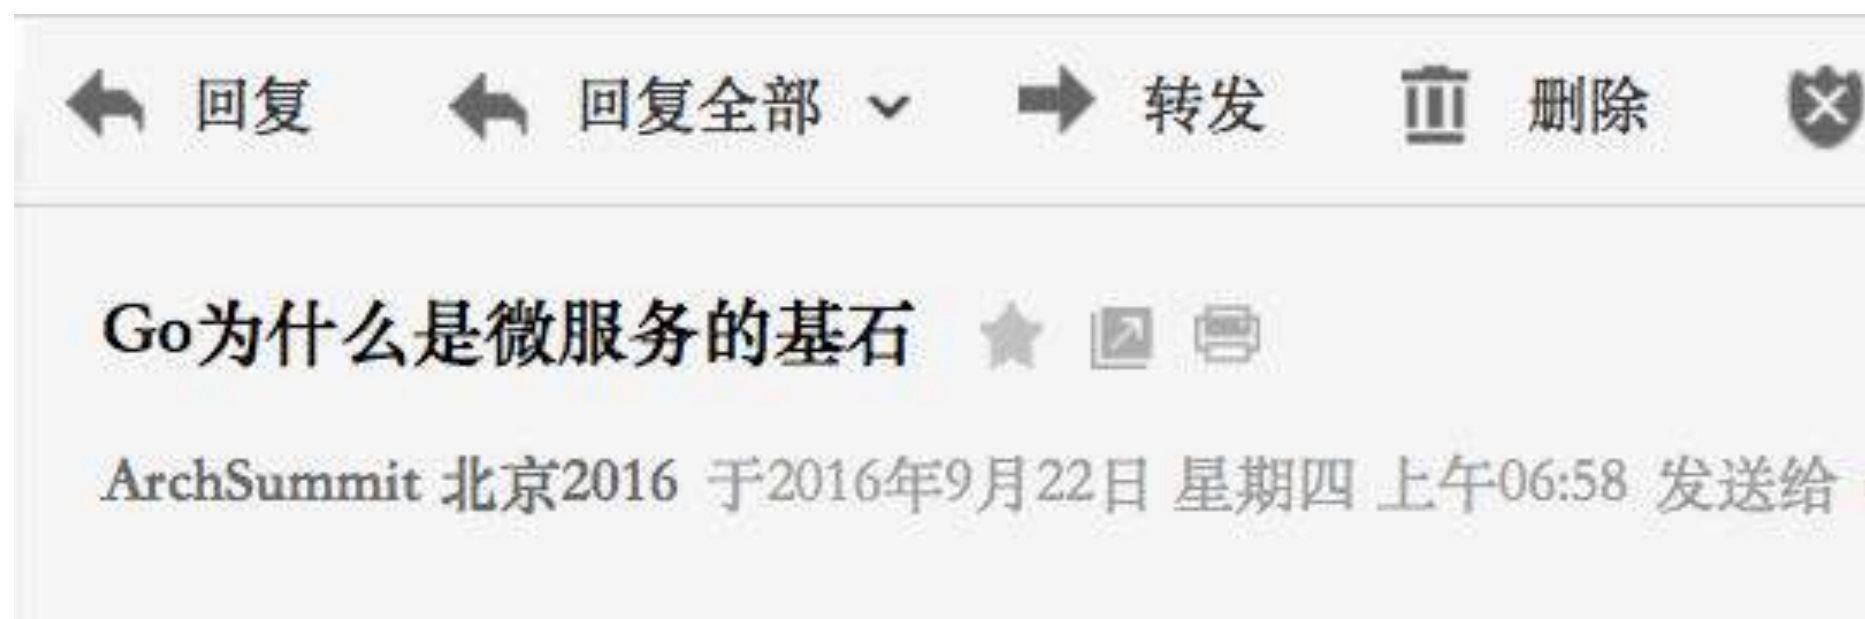 回复 回复全部 转发 删除
Go为什么是微服务的基石
ArchSummit 北京2016 于2016年9月22日 星期四 上午06:58 发送给